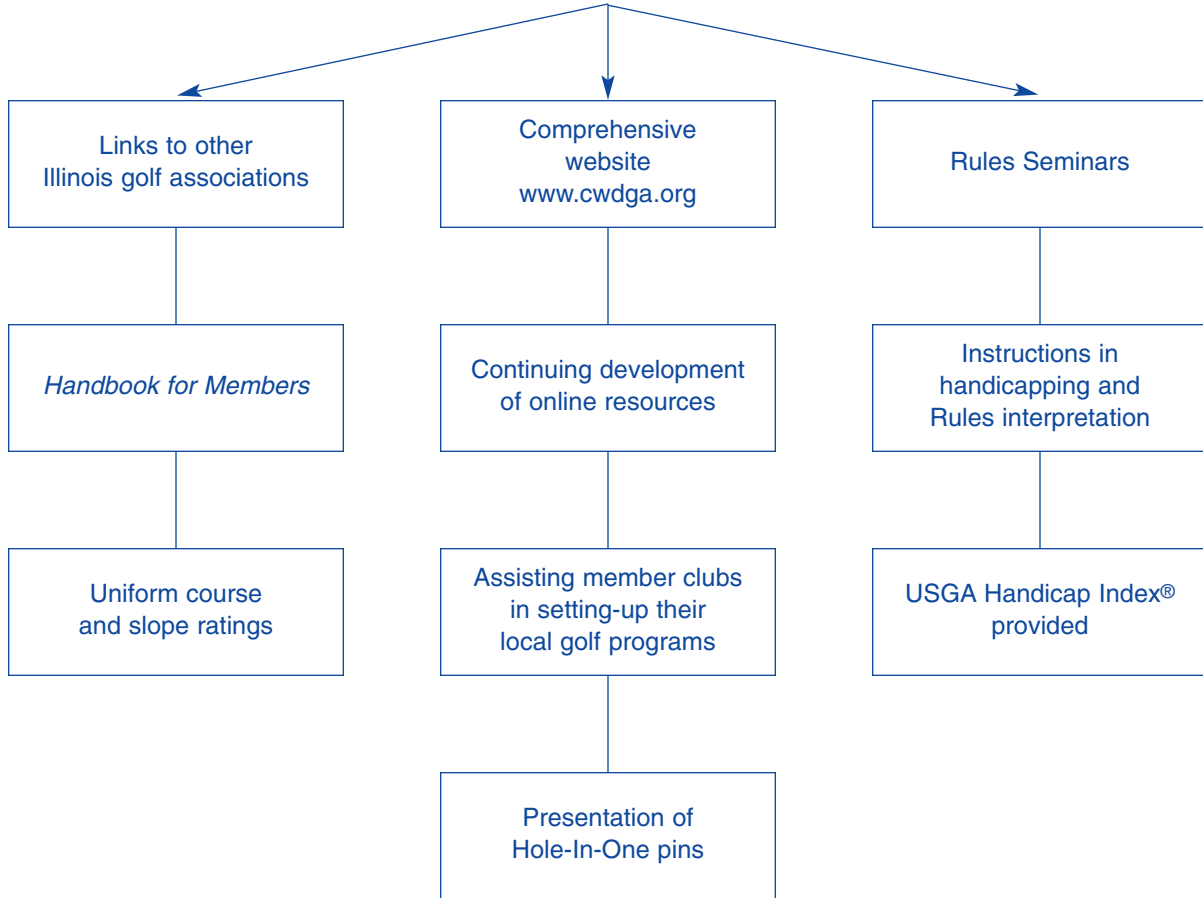 Links to other
Illinois golf associations
Comprehensive
website
www.cwdga.org
Rules Seminars
Handbook for Members
Continuing development
of online resources
Instructions in
handicapping and
Rules interpretation
Uniform course
and slope ratings
Assisting member clubs
in setting-up their
local golf programs
USGA Handicap Index®
provided
Presentation of
Hole-In-One pins